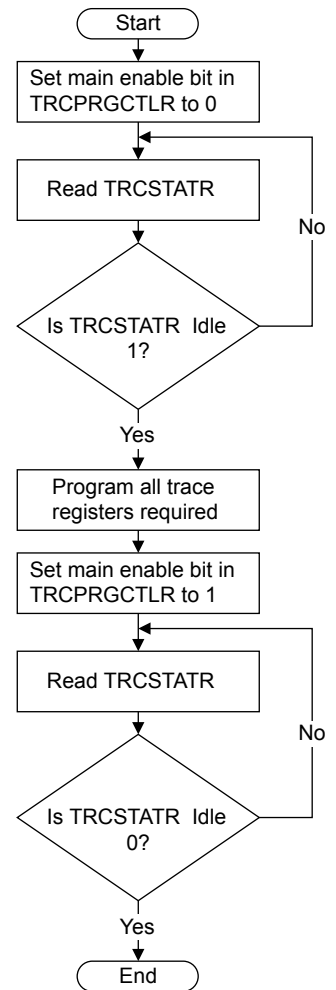 Start
Set main enable bit in
TRCPRGCTLR to 0
Read TRCSTATR
No
Is TRCSTATR Idle
1?
Yes
Program all trace
registers required
Set main enable bit in
TRCPRGCTLR to 1
Read TRCSTATR
No
Is TRCSTATR Idle
0?
Yes
End